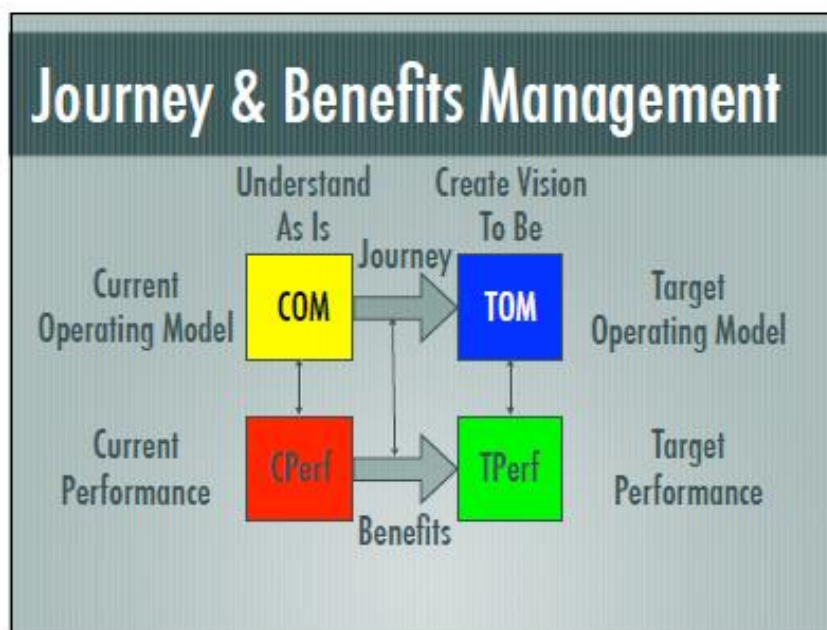 Journey & Benefits Management
Understand
As Is
Create Vision
To Be
Journey
Current
Operating Model
COM
TOM
Target
Operating Model
Current
Performance
CPerf
TPerf
Target
Performance
Benefits